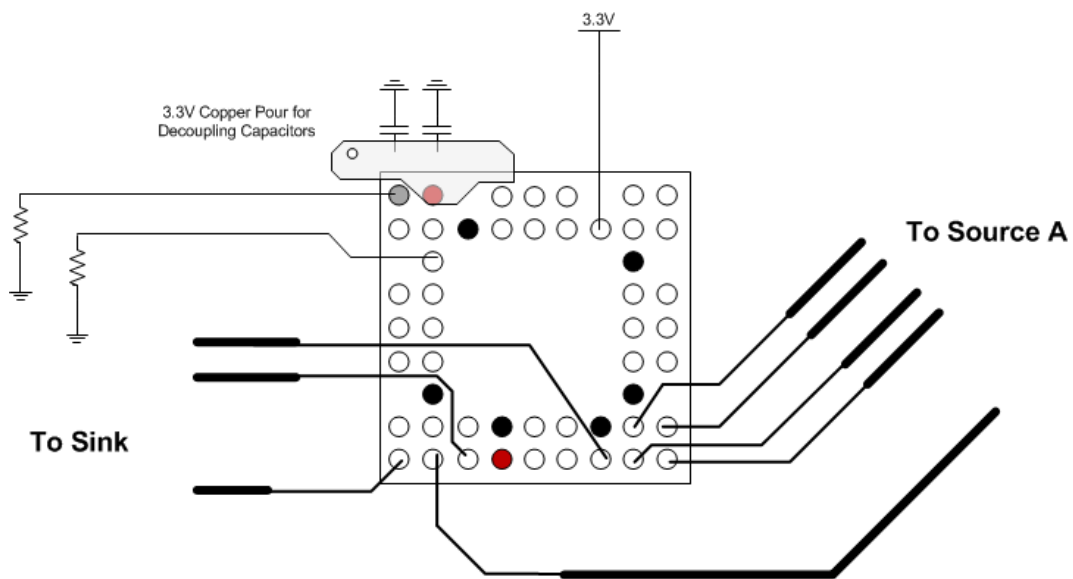 3.3V
3.3V Copper Pour for
Decoupling Capacitors
To Source A
To Sink